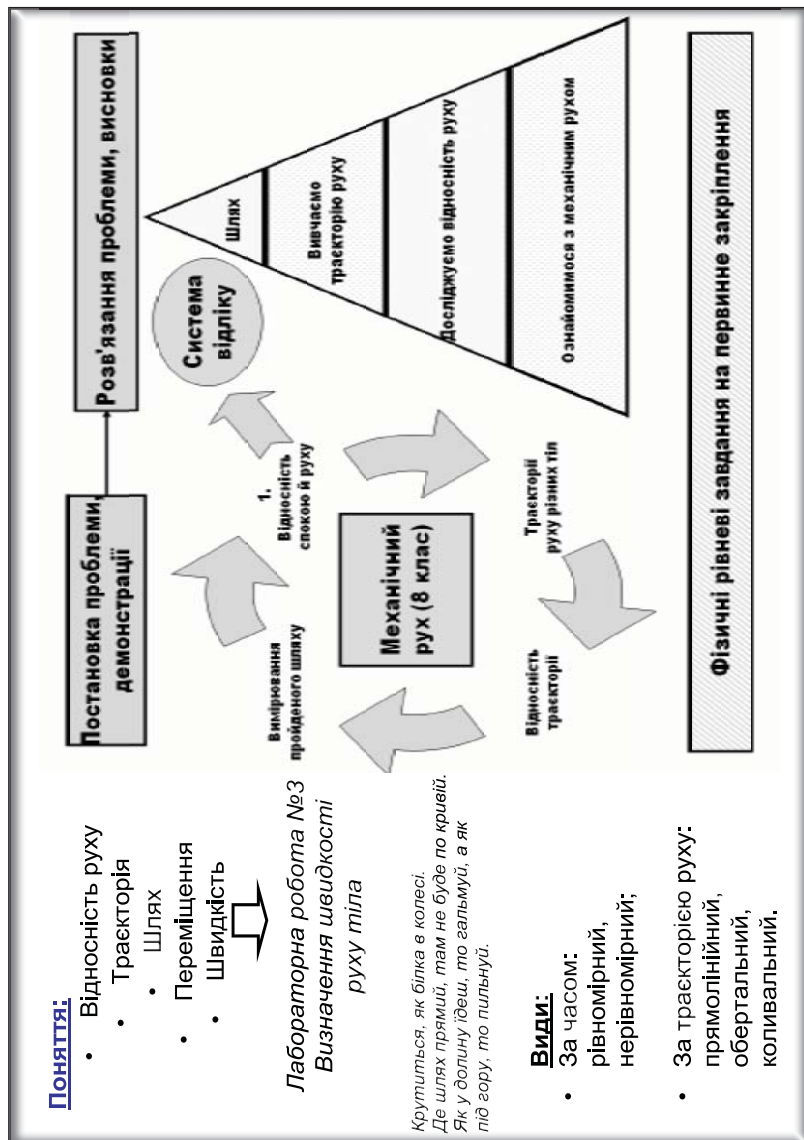 Поняття:
• Відносність руху
• Траєкторія
• Шлях
• Переміщення
• Швидкість
Лабораторна робота №3
Визначення швидкості
руху тіла
Крутиться, як білка в колесі.
Де шлях прямий, там не буде по кривій.
Як у долину ідеш, то гальмуй, а як
під гору, то пильнуй.
Види:
• За часом:
рівномірний,
нерівномірний;
• За траєкторією руху:
прямолінійний,
обертальний,
коливальний.
Постановка проблеми,
демонстрації
Розв'язання проблеми, висновки
Система
відліку
1.
Відносність
спокою й руху
Вимірювання
пройденого шляху
Механічний
рух (8 клас)
Траєкторії
руху різних тіл
Відносність
траєкторії
Шлях
Вивчаємо
траєкторію руху
Досліджуємо відносність руху
Ознайомимося з механічним рухом
Фізичні рівневі завдання на первинне закріплення